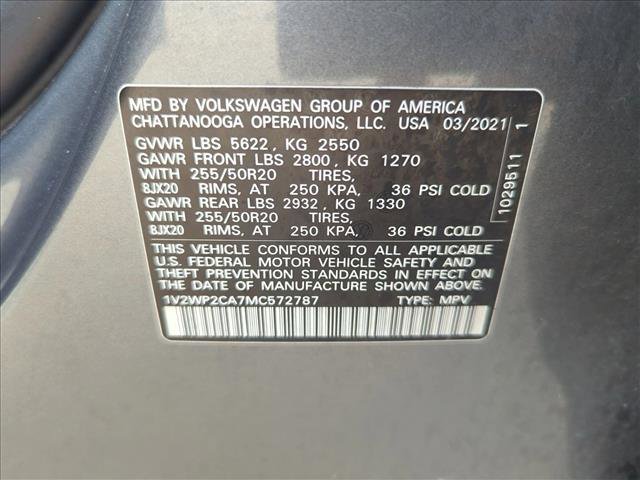 MFD BY VOLKSWAGEN GROUP OF AMERICA
CHATTANOOGA OPERATIONS, LLC. USA 03/2021
GVWR LBS 5622, KG 2550
GAWR FRONT LBS 2800, KG 1270
WITH 255/50R20 TIRES,
8JX20 RIMS, AT 250 KPA, 36 PSI COLD
GAWR REAR LBS 2932, KG 1330
WITH 255/50R20 TIRES,
8JX20 RIMS, AT 250 KPA, 36 PSI COLD
THIS VEHICLE CONFORMS TO ALL APPLICABLE
U.S. FEDERAL MOTOR VEHICLE SAFETY AND
THEFT PREVENTION STANDARDS IN EFFECT ON
THE DATE OF MANUFACTURE SHOWN ABOVE.
1V2WP2CA7MC572787 TYPE: MPV
1029511 1